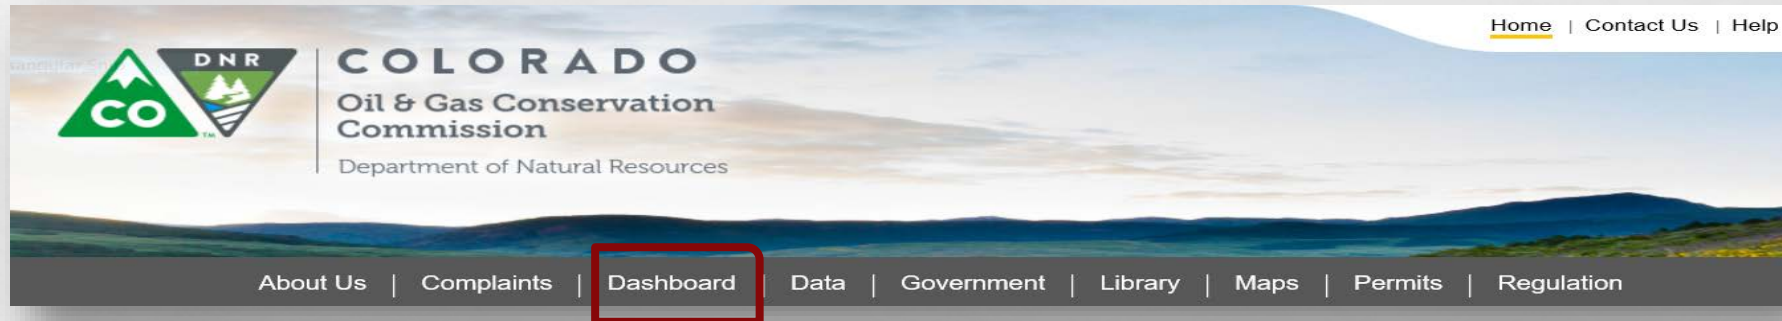 Home | Contact Us | Help
DNR
CO
TM
COLORADO
Oil & Gas Conservation
Commission
Department of Natural Resources
About Us | Complaints | Dashboard | Data | Government | Library | Maps | Permits | Regulation